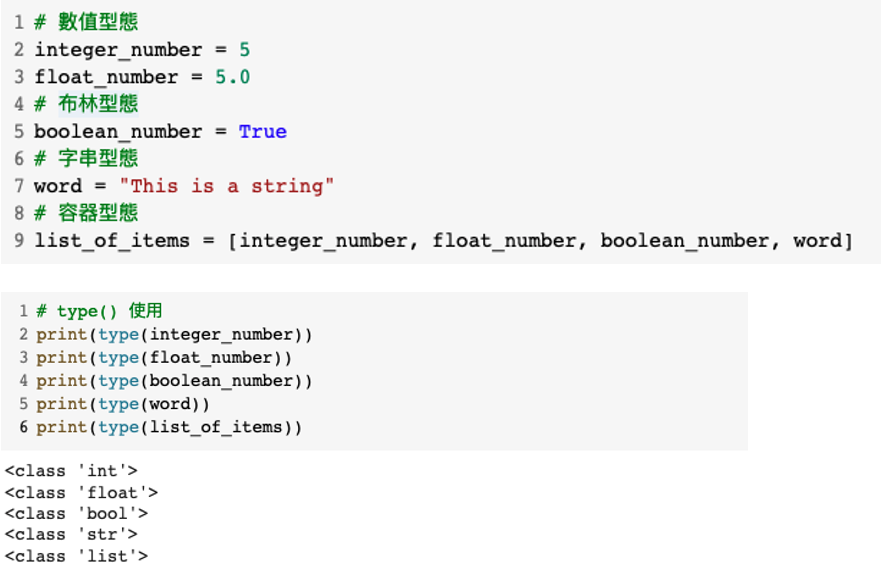 1 # 數值型態
2 integer_number = 5
3 float_number = 5.0
4 # 布林型態
5 boolean_number = True
6 # 字串型態
7 word = "This is a string"
8 # 容器型態
9 list_of_items = [integer_number, float_number, boolean_number, word]
1 # type() 使用
2 print(type(integer_number))
3 print(type(float_number))
4 print(type(boolean_number))
5 print(type(word))
6 print(type(list_of_items))
<class 'int'>
<class 'float'>
<class 'bool'>
<class 'str'>
<class 'list'>